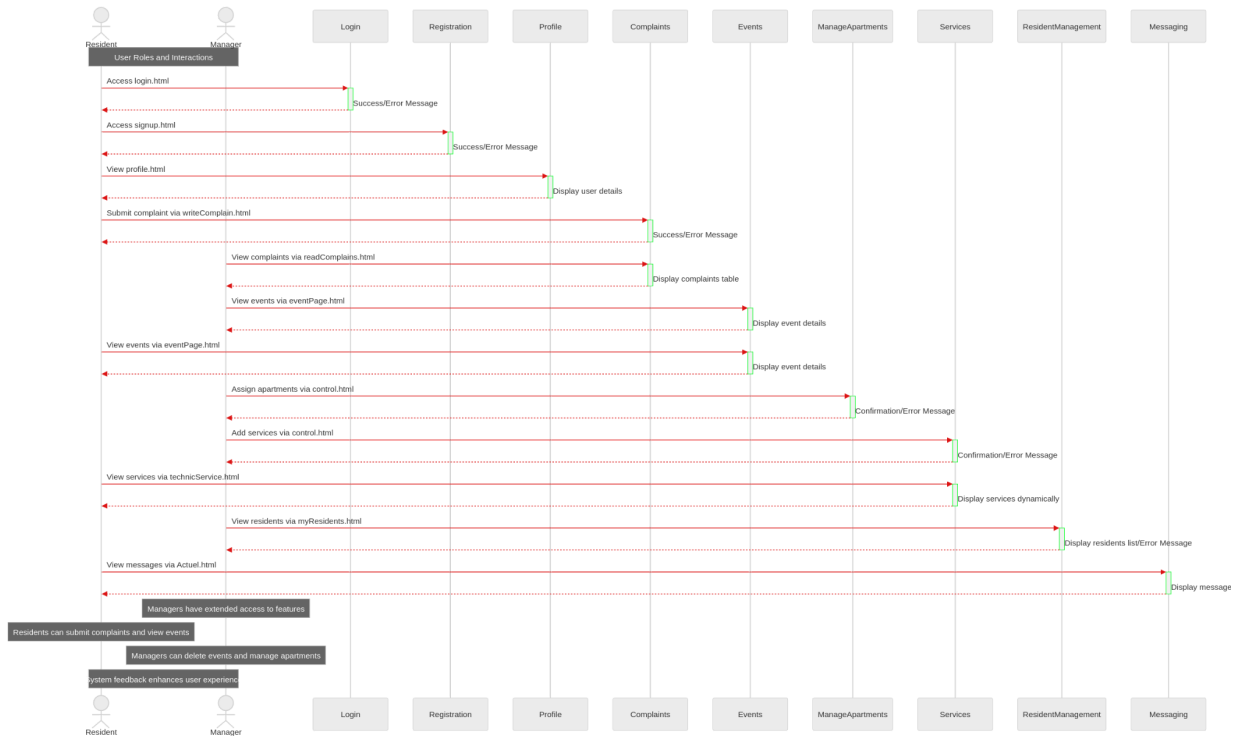 Resident
Manager
Login
Registration
Profile
Complaints
Events
ManageApartments
Services
ResidentManagement
Messaging
User Roles and Interactions
Access login.html
Success/Error Message
Access signup.html
Success/Error Message
View profile.html
Display user details
Submit complaint via writeComplain.html
Success/Error Message
View complaints via readComplains.html
Display complaints table
View events via eventPage.html
Display event details
View events via eventPage.html
Display event details
Assign apartments via control.html
Confirmation/Error Message
Add services via control.html
Confirmation/Error Message
View services via technicService.html
Display services dynamically
View residents via myResidents.html
Display residents list/Error Message
View messages via Actuel.html
Display message
Managers have extended access to features
Residents can submit complaints and view events
Managers can delete events and manage apartments
feedback enhances user
Resident
Manager
Login
Registration
Profile
Complaints
Events
ManageApartments
Services
ResidentManagement
Messaging